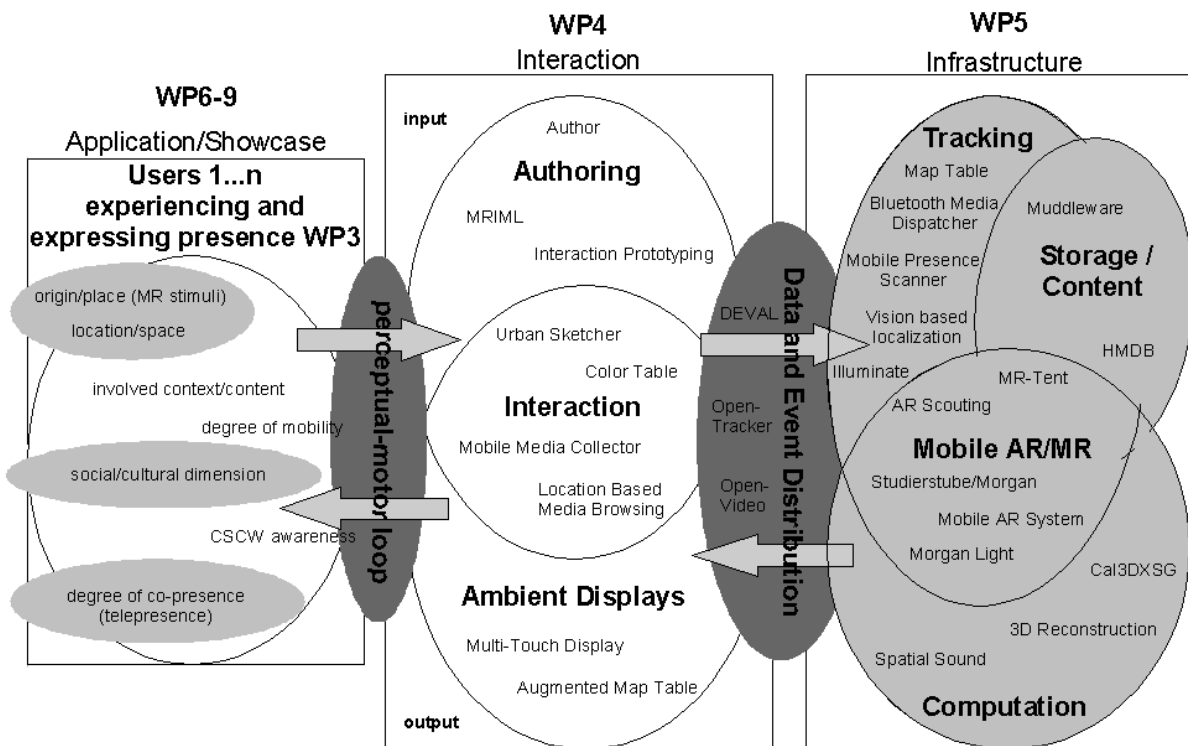 WP6-9
Application/Showcase
Users 1...n
experiencing and
expressing presence WP3
origin/place (MR stimuli)
location/space
involved context/content
degree of mobility
social/cultural dimension
CSCW awareness
degree of co-presence
(telepresence)
perceptual-motor loop
WP4
Interaction
input
Author
Authoring
MRIML
Interaction Prototyping
Urban Sketcher
Color Table
Interaction
Mobile Media Collector
Location Based
Media Browsing
Ambient Displays
Multi-Touch Display
Augmented Map Table
output
Data and Event Distribution
DEVAL
Open-
Tracker
Open-
Video
WP5
Infrastructure
Tracking
Map Table
Bluetooth Media
Dispatcher
Mobile Presence
Scanner
Vision based
localization
Illuminate
Muddleware
Storage /
Content
HMDB
MR-Tent
AR Scouting
Mobile AR/MR
Studierstube/Morgan
Mobile AR System
Morgan Light
Cal3DXSG
3D Reconstruction
Spatial Sound
Computation